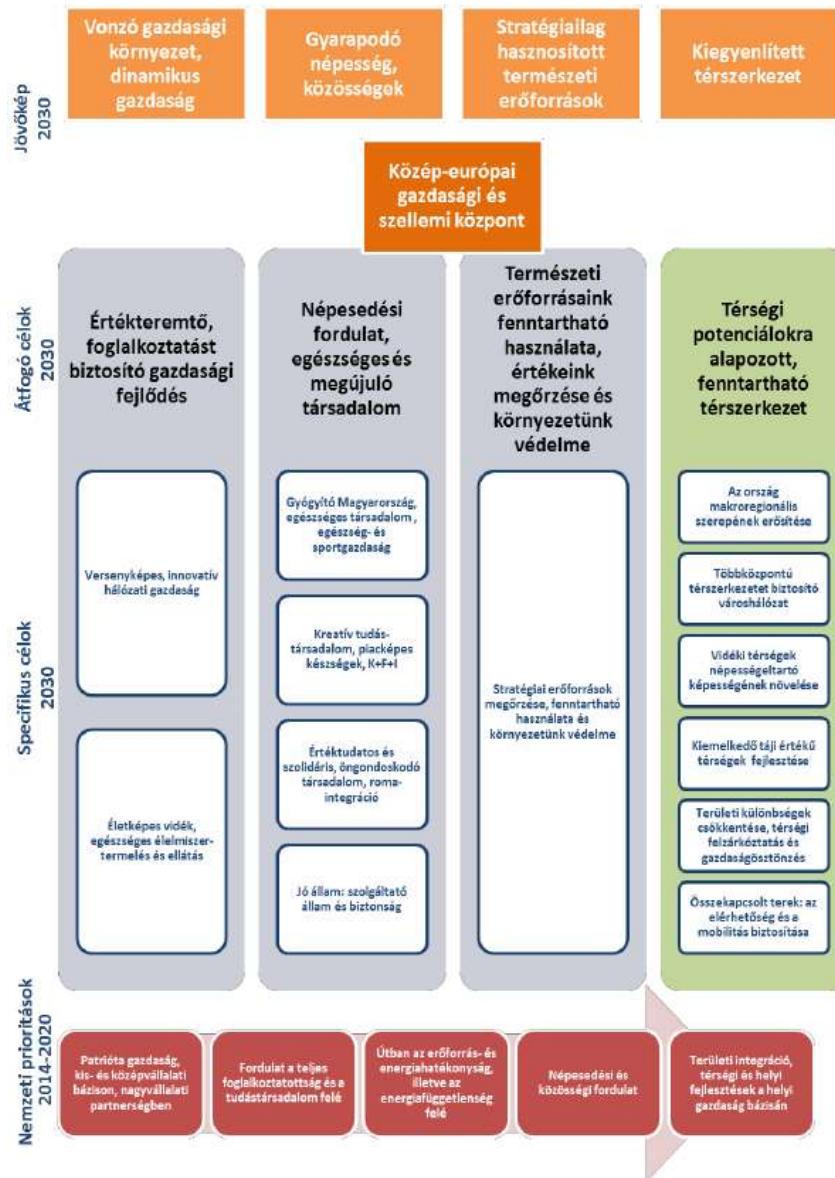 Jövőkép
2030
Vonzó gazdasági
környezet,
dinamikus
gazdaság
Gyarapodó
népesség,
közösségek
Stratégiailag
hasznosított
természeti
erőforrások
Kiegyenlített
térszerkezet
Közép-európai
gazdasági és
szellemi központ
Átfogó célok
2030
Értékteremtő,
foglalkoztatást
biztosító gazdasági
fejlődés
Népesedési
fordulat,
egészséges és
megújuló
társadalom
Természeti
erőforrásaink
fenntartható
használata,
értékeink
megőrzése és
környezetünk
védelme
Térségi
potenciálokra
alapozott,
fenntartható
térszerkezet
Specifikus célok
2030
Versenyképes, innovatív
hálózati gazdaság
Életképes vidék,
egészséges élelmiszer-
termelés és ellátás
Gyógyító Magyarország,
egészséges társadalom ,
egészség- és
sportgazdaság
Kreatív tudás-
társadalom, piacképes
készségek, K+F+I
Értéktudatos és
szolidáris, öngondoskodó
társadalom, roma-
integráció
Jó állam: szolgáltató
állam és biztonság
Stratégiai erőforrások
megőrzése, fenntartható
használata és
környezetünk védelme
Az ország
makroregionális
szerepének erősítése
Többközpontú
térszerkezetet biztosító
városhálózat
Vidéki térségek
népességeltartó
képességének növelése
Kiemelkedő táji értékű
térségek fejlesztése
Területi különbségek
csökkentése, térségi
felzárkóztatás és
gazdaságösztönzés
Összekapcsolt terek: az
elérhetőség és a
mobilitás biztosítása
Nemzeti prioritások
2014-2020
Patrióta gazdaság,
kis- és középvállalati
bázison, nagyvállalati
partnerségben
Fordulat a teljes
foglalkoztatottság és a
tudástársadalom felé
Útban az erőforrás- és
energiahatékonyság,
illetve az
energiafüggetlenség
felé
Népesedési és
közösségi fordulat
Területi integráció,
térségi és helyi
fejlesztések a helyi
gazdaság bázisán